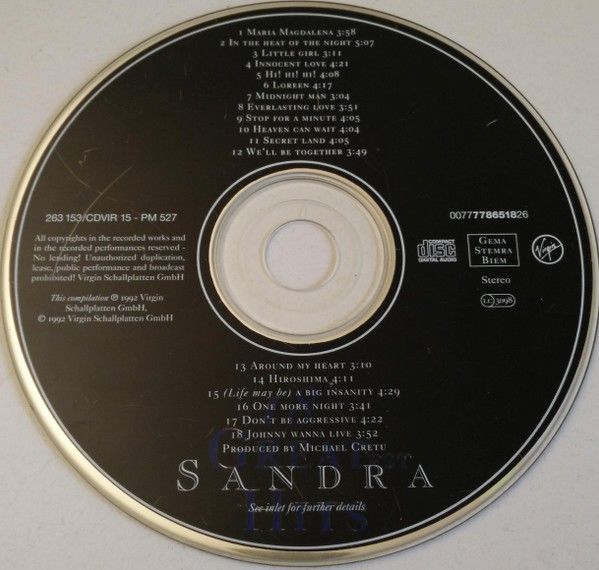 1 MARIA MAGDALENA 3:58
2 IN THE HEAT OF THE NIGHT 5:07
3 LITTLE GIRL 3:11
4 INNOCENT LOVE 4:21
5 HI! HI! HI! 4:08
6 LOREEN 4:17
7 MIDNIGHT MAN 3:04
8 EVERLASTING LOVE 3:51
9 STOP FOR A MINUTE 4:05
10 HEAVEN CAN WAIT 4:04
11 SECRET LAND 4:05
12 WE'LL BE TOGETHER 3:49
263 153/CDVIR 15 - PM 527
All copyrights in the recorded works and
in the recorded performances reserved -
No lending! Unauthorized duplication,
lease, public performance and broadcast
prohibited! Virgin Schallplatten GmbH
This compilation ℗ 1992 Virgin
Schallplatten GmbH.
© 1992 Virgin Schallplatten GmbH
0077778651826
COMPACT
disc
DIGITAL AUDIO
GEMA
STEMRA
BIEM
Virgin
Stereo
LC 3098
13 AROUND MY HEART 3:10
14 HIROSHIMA 4:11
15 (Life may be) A BIG INSANITY 4:29
16 ONE MORE NIGHT 3:41
17 DON'T BE AGGRESSIVE 4:22
18 JOHNNY WANNA LIVE 3:52
PRODUCED BY MICHAEL CRETU
18
GREATEST
SANDRA
HITS
See inlet for further details